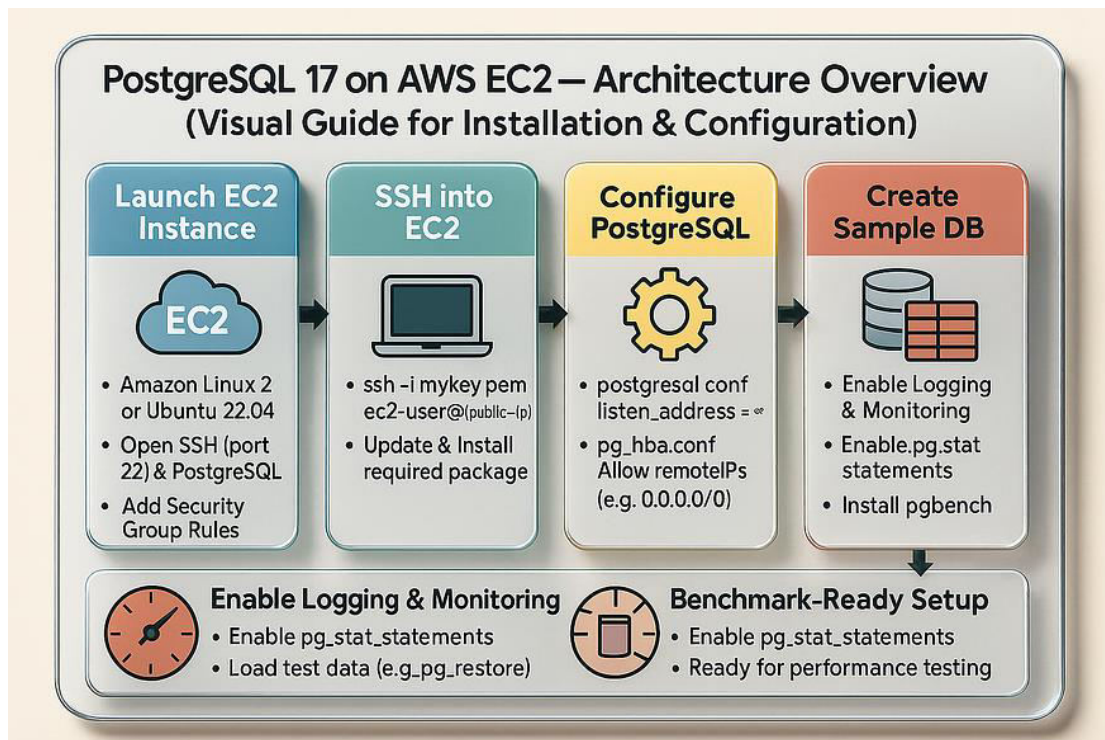 PostgreSQL 17 on AWS EC2 – Architecture Overview
(Visual Guide for Installation & Configuration)
Launch EC2
Instance
EC2
• Amazon Linux 2
or Ubuntu 22.04
• Open SSH (port
22) & PostgreSQL
• Add Security
Group Rules
SSH into
EC2
• ssh –i mykey pem
ec2-user@(public–(p)
• Update & Install
required package
Configure
PostgreSQL
• postgresal conf
listen_address =
• pg_hba.conf
Allow remoteIPs
(e.g. 0.0.0.0/0)
Create
Sample DB
• Enable Logging
& Monitoring
• Enable.pg.stat
statements
• Install pgbench
Enable Logging & Monitoring
• Enable pg_stat_statements
• Load test data (e.g_pg_restore)
Benchmark-Ready Setup
• Enable pg_stat_statements
• Ready for performance testing